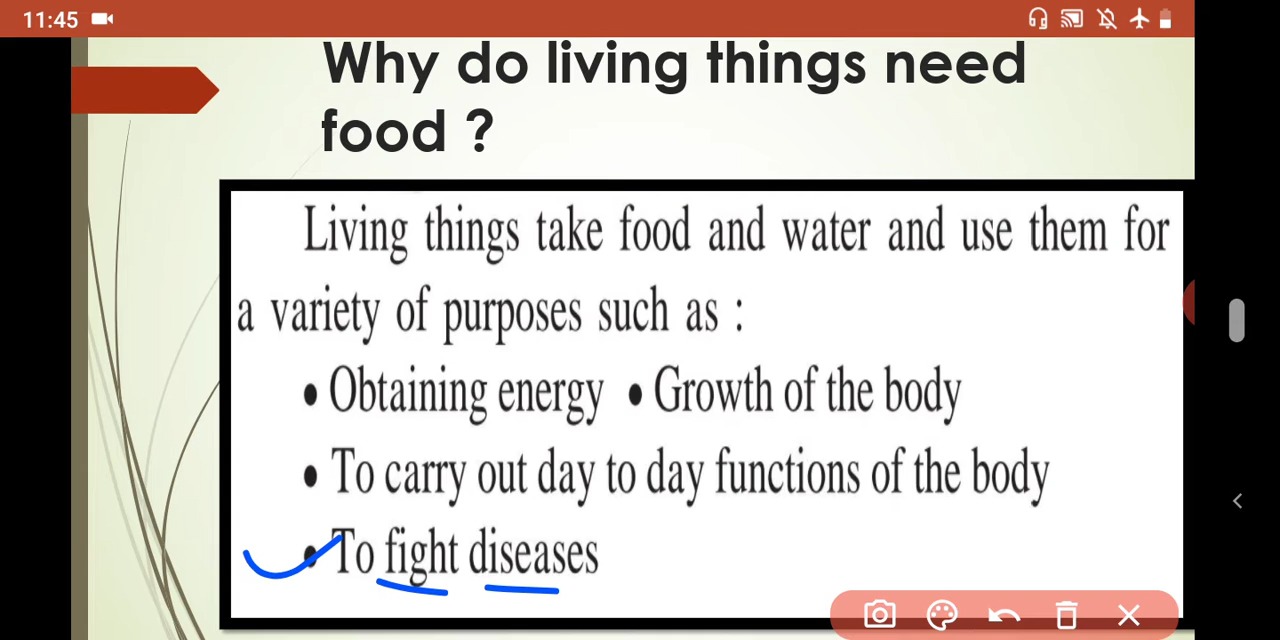 11:45
Why do living things need
food ?
Living things take food and water and use them for
a variety of purposes such as :
• Obtaining energy • Growth of the body
• To carry out day to day functions of the body
• To fight diseases